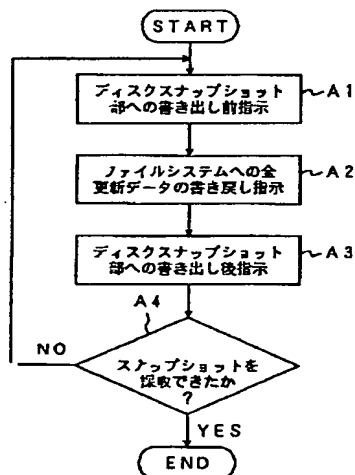 START
ディスクスナップショット
部への書き出し前指示
A1
ファイルシステムへの全
更新データの書き戻し指示
A2
ディスクスナップショット
部への書き出し後指示
A3
A4
スナップショットを
採取できたか
?
NO
YES
END